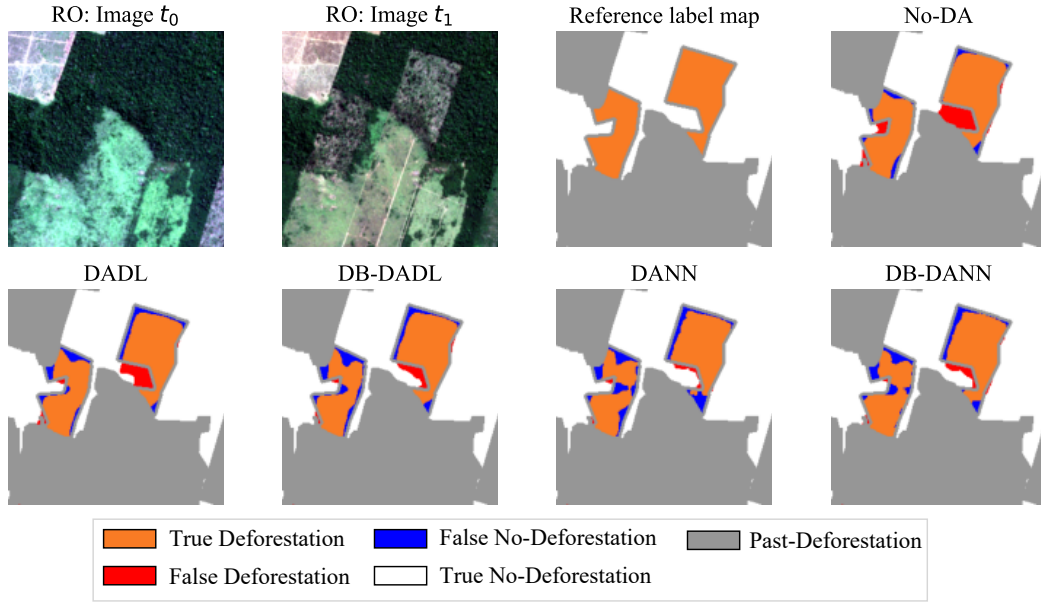 RO: Image t₀
RO: Image t₁
Reference label map
No-DA
DADL
DB-DADL
DANN
DB-DANN
True Deforestation
False No-Deforestation
Past-Deforestation
False Deforestation
True No-Deforestation